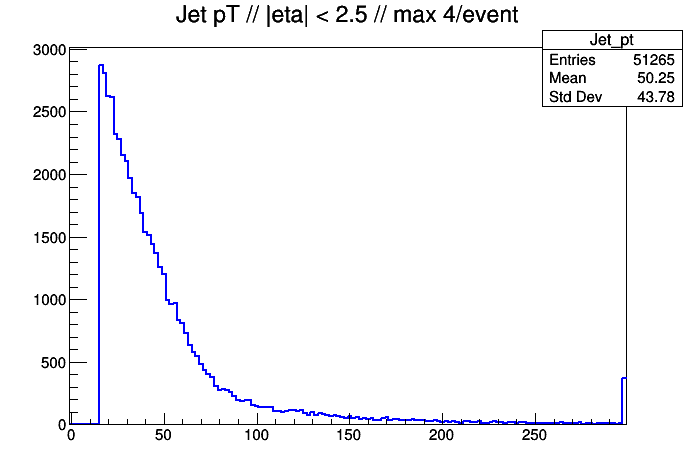 Jet pT // |eta| < 2.5 // max 4/event
Jet_pt
Entries 51265
Mean 50.25
Std Dev 43.78
3000
2500
2000
1500
1000
500
0
0 50 100 150 200 250